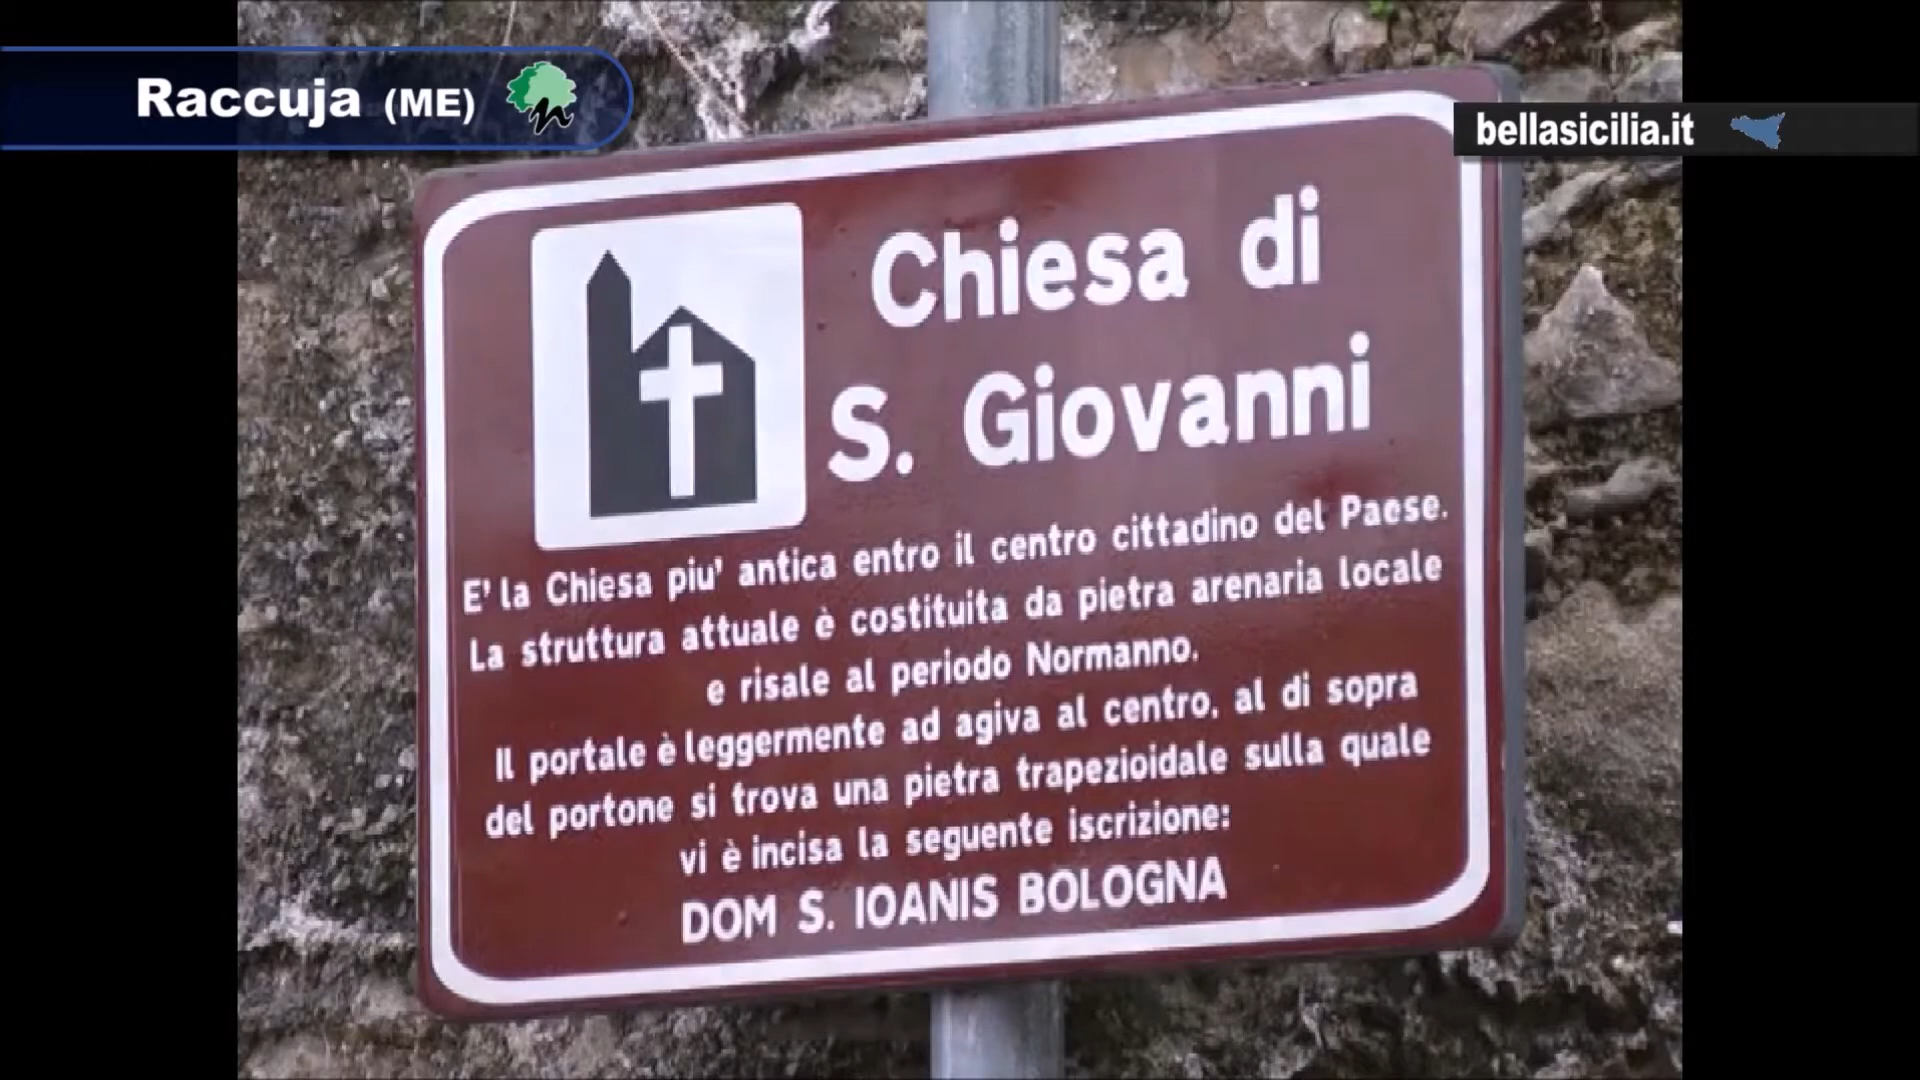 Raccuja (ME)
bellasicilia.it
Chiesa di
S. Giovanni
E' la Chiesa piu' antica entro il centro cittadino del Paese.
La struttura attuale è costituita da pietra arenaria locale
e risale al periodo Normanno.
Il portale è leggermente ad agiva al centro, al di sopra
del portone si trova una pietra trapezioidale sulla quale
vi è incisa la seguente iscrizione:
DOM S. IOANIS BOLOGNA